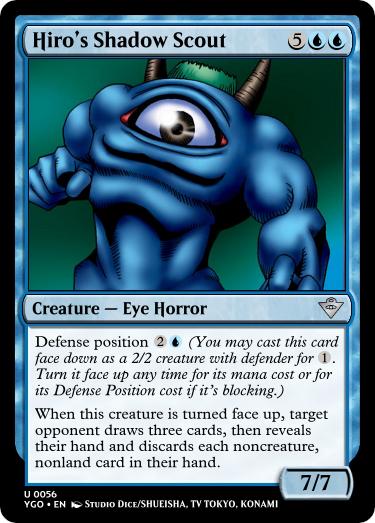 Hiro's Shadow Scout 5
Creature — Eye Horror
Defense position 2 (You may cast this card
face down as a 2/2 creature with defender for 1.
Turn it face up any time for its mana cost or for
its Defense Position cost if it's blocking.)
When this creature is turned face up, target
opponent draws three cards, then reveals
their hand and discards each noncreature,
nonland card in their hand.
7/7
U 0056
YGO • EN Studio Dice/SHUEISHA, TV TOKYO, KONAMI